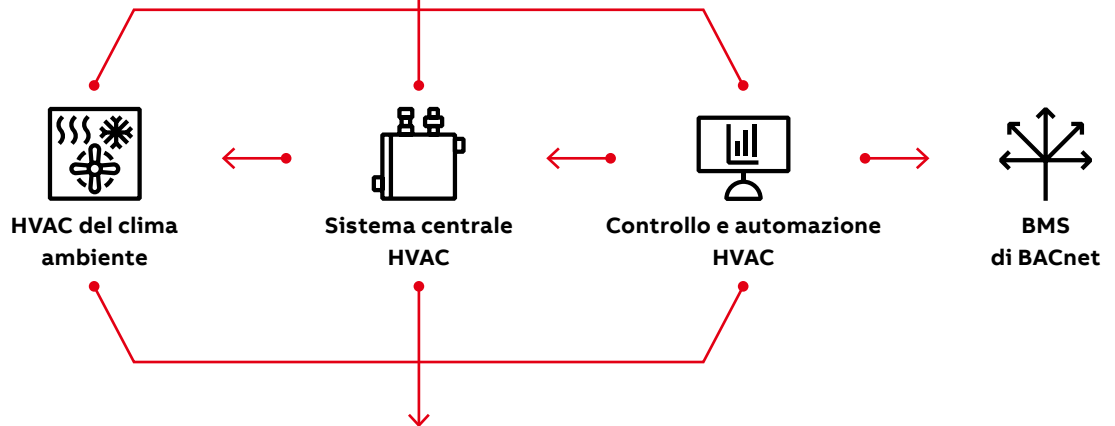 HVAC del clima
ambiente
Sistema centrale
HVAC
Controllo e automazione
HVAC
BMS
di BACnet